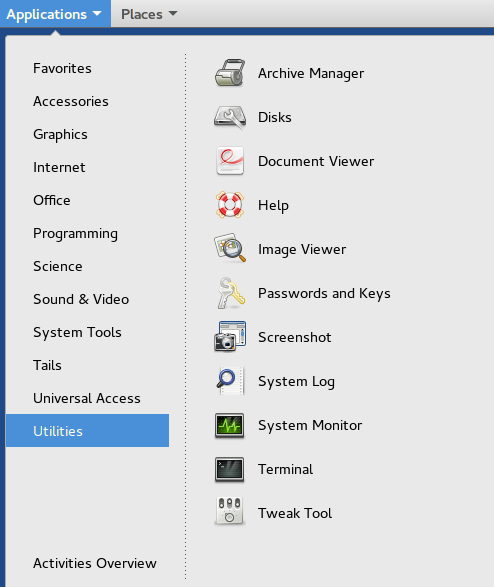 Applications Places
Favorites
Accessories
Graphics
Internet
Office
Programming
Science
Sound & Video
System Tools
Tails
Universal Access
Utilities
Activities Overview
Archive Manager
Disks
Document Viewer
Help
Image Viewer
Passwords and Keys
Screenshot
System Log
System Monitor
Terminal
Tweak Tool